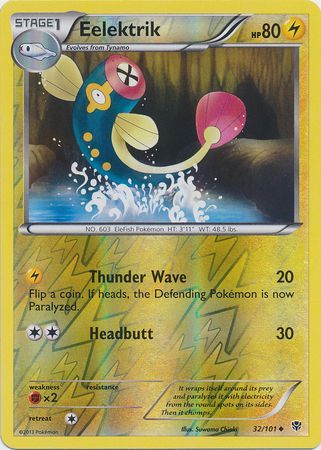 STAGE1
Eelektrik
HP80
Evolves from Tynamo
NO. 603 EleFish Pokémon HT: 3'11" WT: 48.5 lbs.
Thunder Wave 20
Flip a coin. If heads, the Defending Pokémon is now
Paralyzed.
Headbutt 30
weakness resistance
×2
retreat
It wraps itself around its prey
and paralyzes it with electricity
from the round spots on its sides.
Then it chomps.
©2013 Pokémon
Illus. Suwama Chiaki
32/101